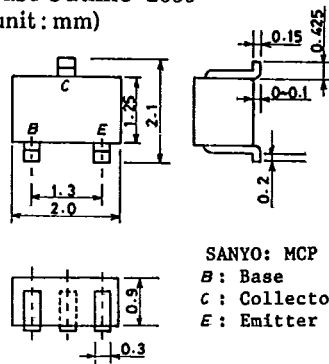 unit: mm)
C
B
E
1.25
2.1
1.3
2.0
0.15
0.425
0~0.1
0.2
0.9
0.3
SANYO: MCP
B: Base
C: Collecto
E: Emitter